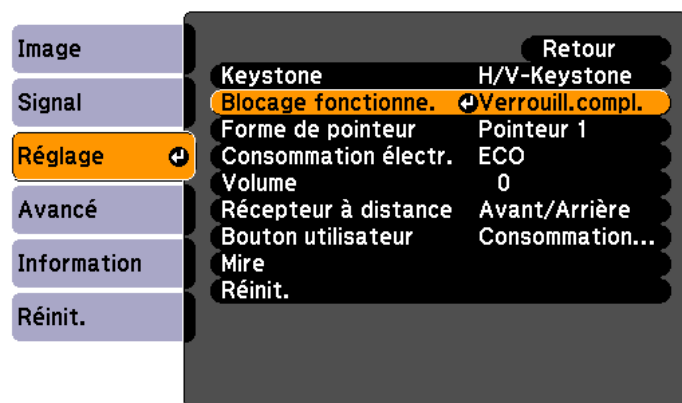 Image
Signal
Réglage
Avancé
Information
Réinit.
Retour
Keystone H/V-Keystone
Blocage fonctionne. Verrouill.compl.
Forme de pointeur Pointeur 1
Consommation électr. ECO
Volume 0
Récepteur à distance Avant/Arrière
Bouton utilisateur Consommation...
Mire
Réinit.